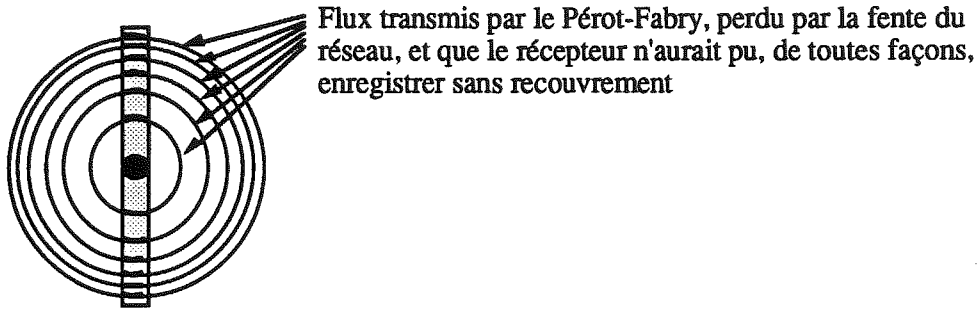 Flux transmis par le Pérot-Fabry, perdu par la fente du
réseau, et que le récepteur n'aurait pu, de toutes façons,
enregistrer sans recouvrement